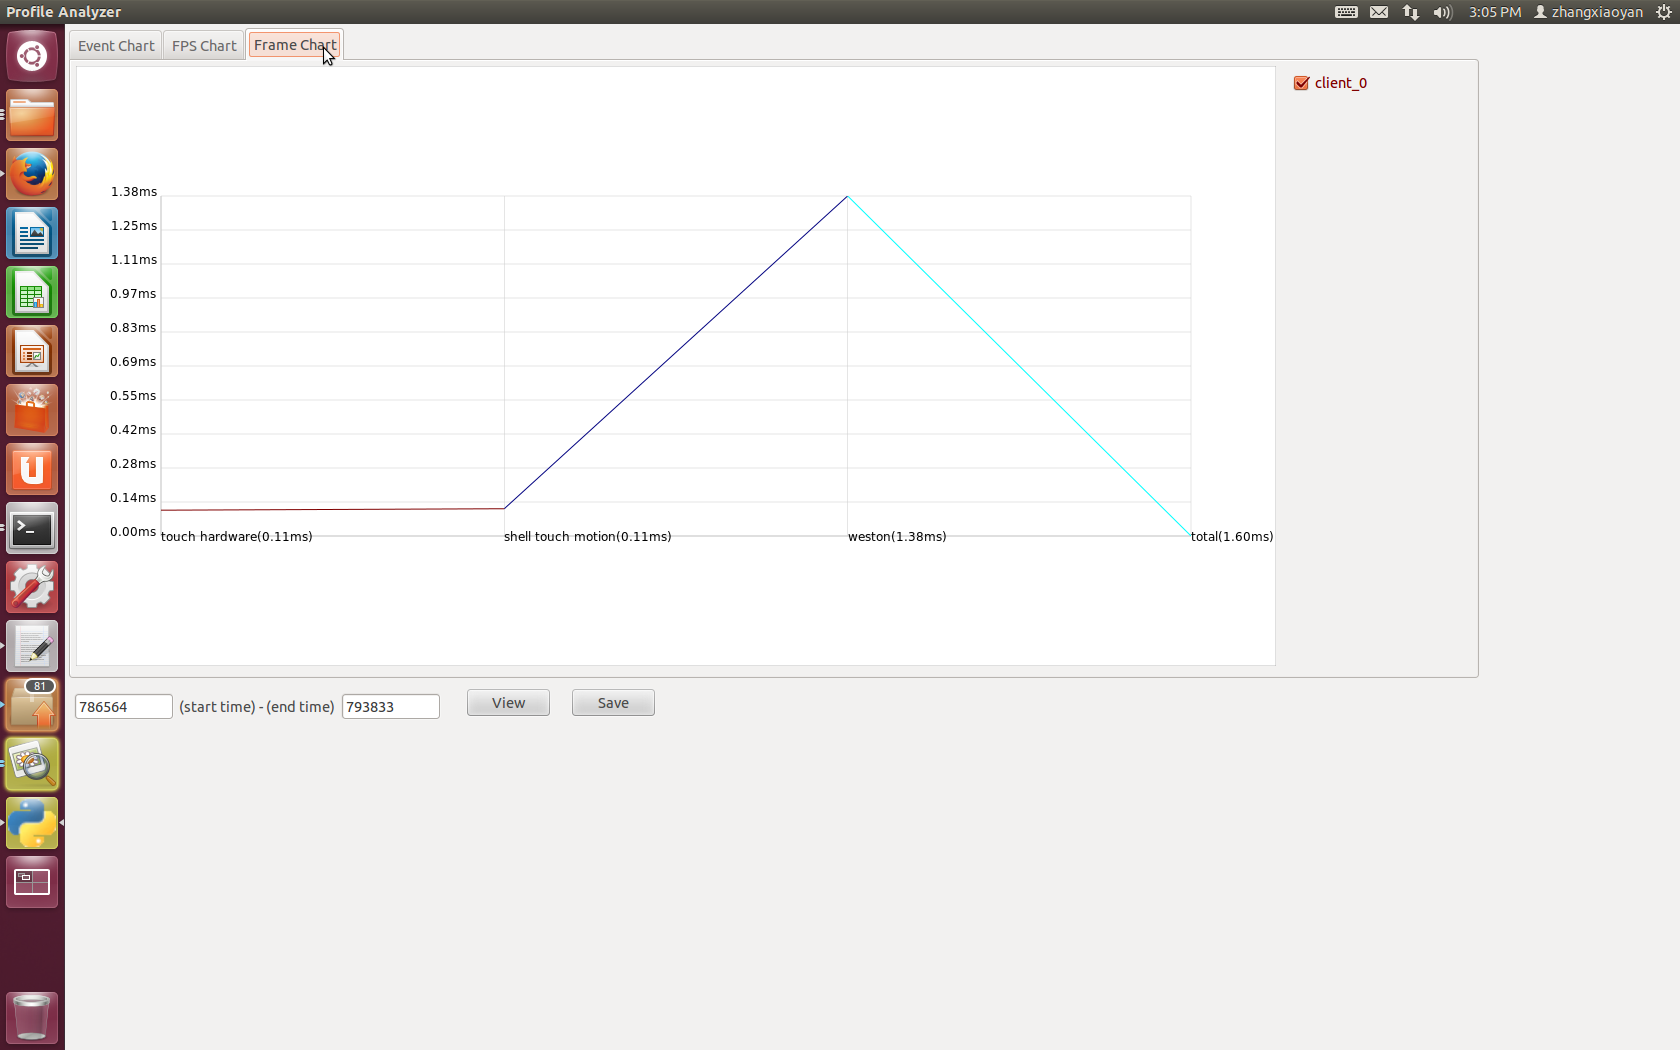 Profile Analyzer
3:05 PM zhangxiaoyan
Event Chart FPS Chart Frame Chart
client_0
1.38ms
1.25ms
1.11ms
0.97ms
0.83ms
0.69ms
0.55ms
0.42ms
0.28ms
0.14ms
0.00ms
touch hardware(0.11ms) shell touch motion(0.11ms) weston(1.38ms) total(1.60ms)
81
786564 (start time) - (end time) 793833 View Save